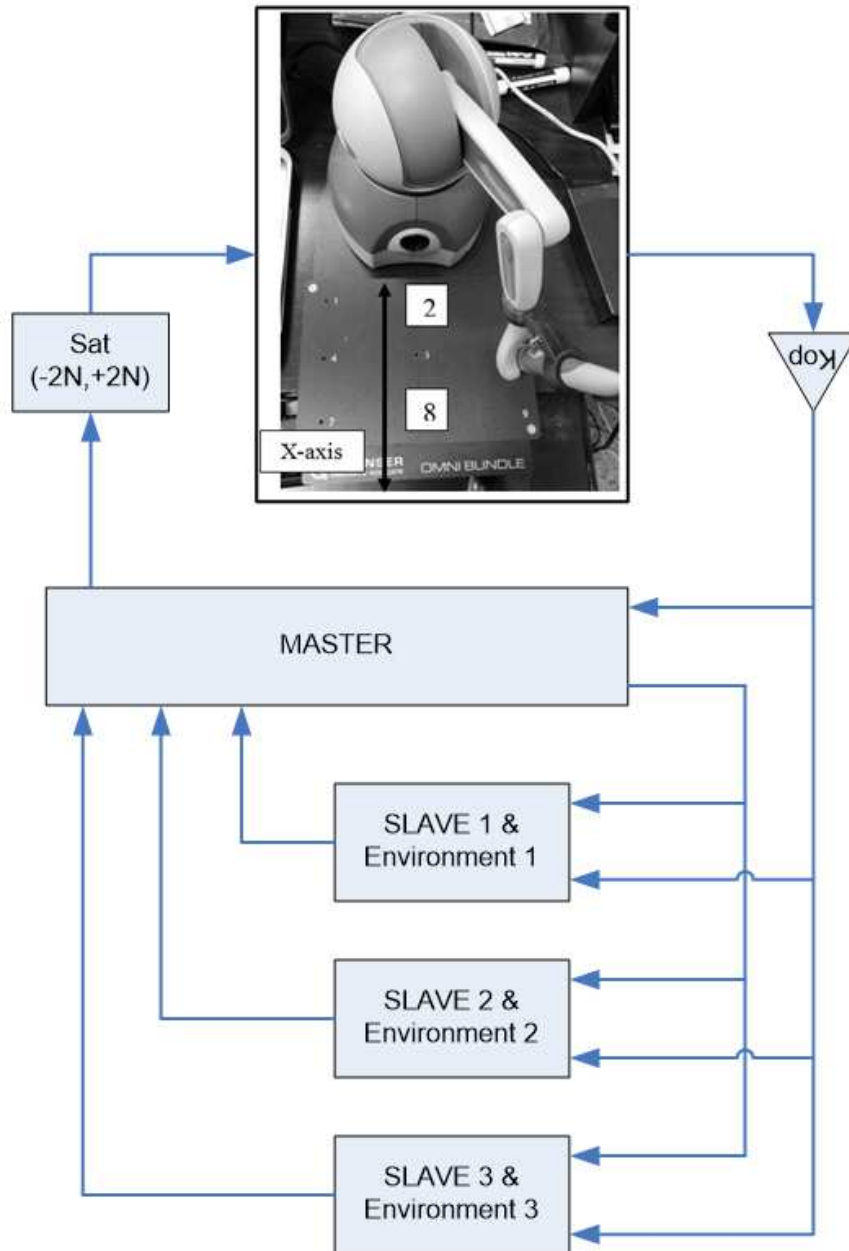 2
8
X-axis
OMNI BUNDLE
Sat
(-2N,+2N)
Kop
MASTER
SLAVE 1 &
Environment 1
SLAVE 2 &
Environment 2
SLAVE 3 &
Environment 3